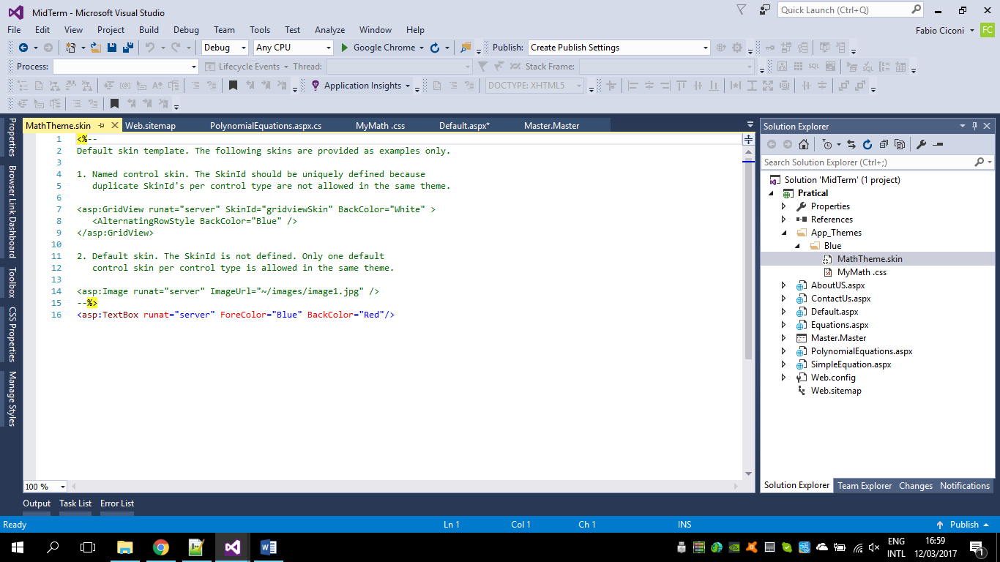 MidTerm - Microsoft Visual Studio
Quick Launch (Ctrl+Q)
File Edit View Project Build Debug Team Tools Test Analyze Window Help
Fabio Ciconi FC
Debug Any CPU Google Chrome Publish: Create Publish Settings
Process: Lifecycle Events Thread: Stack Frame:
Application Insights DOCTYPE: XHTML5
MathTheme.skin Web.sitemap PolynomialEquations.aspx.cs MyMath .css Default.aspx* Master.Master
Properties
Browser Link Dashboard
Toolbox
CSS Properties
Manage Styles
1 <%--
2 Default skin template. The following skins are provided as examples only.
3
4 1. Named control skin. The SkinId should be uniquely defined because
5 duplicate SkinId's per control type are not allowed in the same theme.
6
7 <asp:GridView runat="server" SkinId="gridviewSkin" BackColor="White" >
8 <AlternatingRowStyle BackColor="Blue" />
9 </asp:GridView>
10
11 2. Default skin. The SkinId is not defined. Only one default
12 control skin per control type is allowed in the same theme.
13
14 <asp:Image runat="server" ImageUrl="~/images/image1.jpg" />
15 --%>
16 <asp:TextBox runat="server" ForeColor="Blue" BackColor="Red"/>
100 %
Solution Explorer
Search Solution Explorer (Ctrl+;)
Solution 'MidTerm' (1 project)
Pratical
Properties
References
App_Themes
Blue
MathTheme.skin
MyMath .css
AboutUS.aspx
ContactUs.aspx
Default.aspx
Equations.aspx
Master.Master
PolynomialEquations.aspx
SimpleEquation.aspx
Web.config
Web.sitemap
Solution Explorer Team Explorer Changes Notifications
Output Task List Error List
Ready Ln 1 Col 1 Ch 1 INS Publish
ENG
INTL
16:59
12/03/2017
1